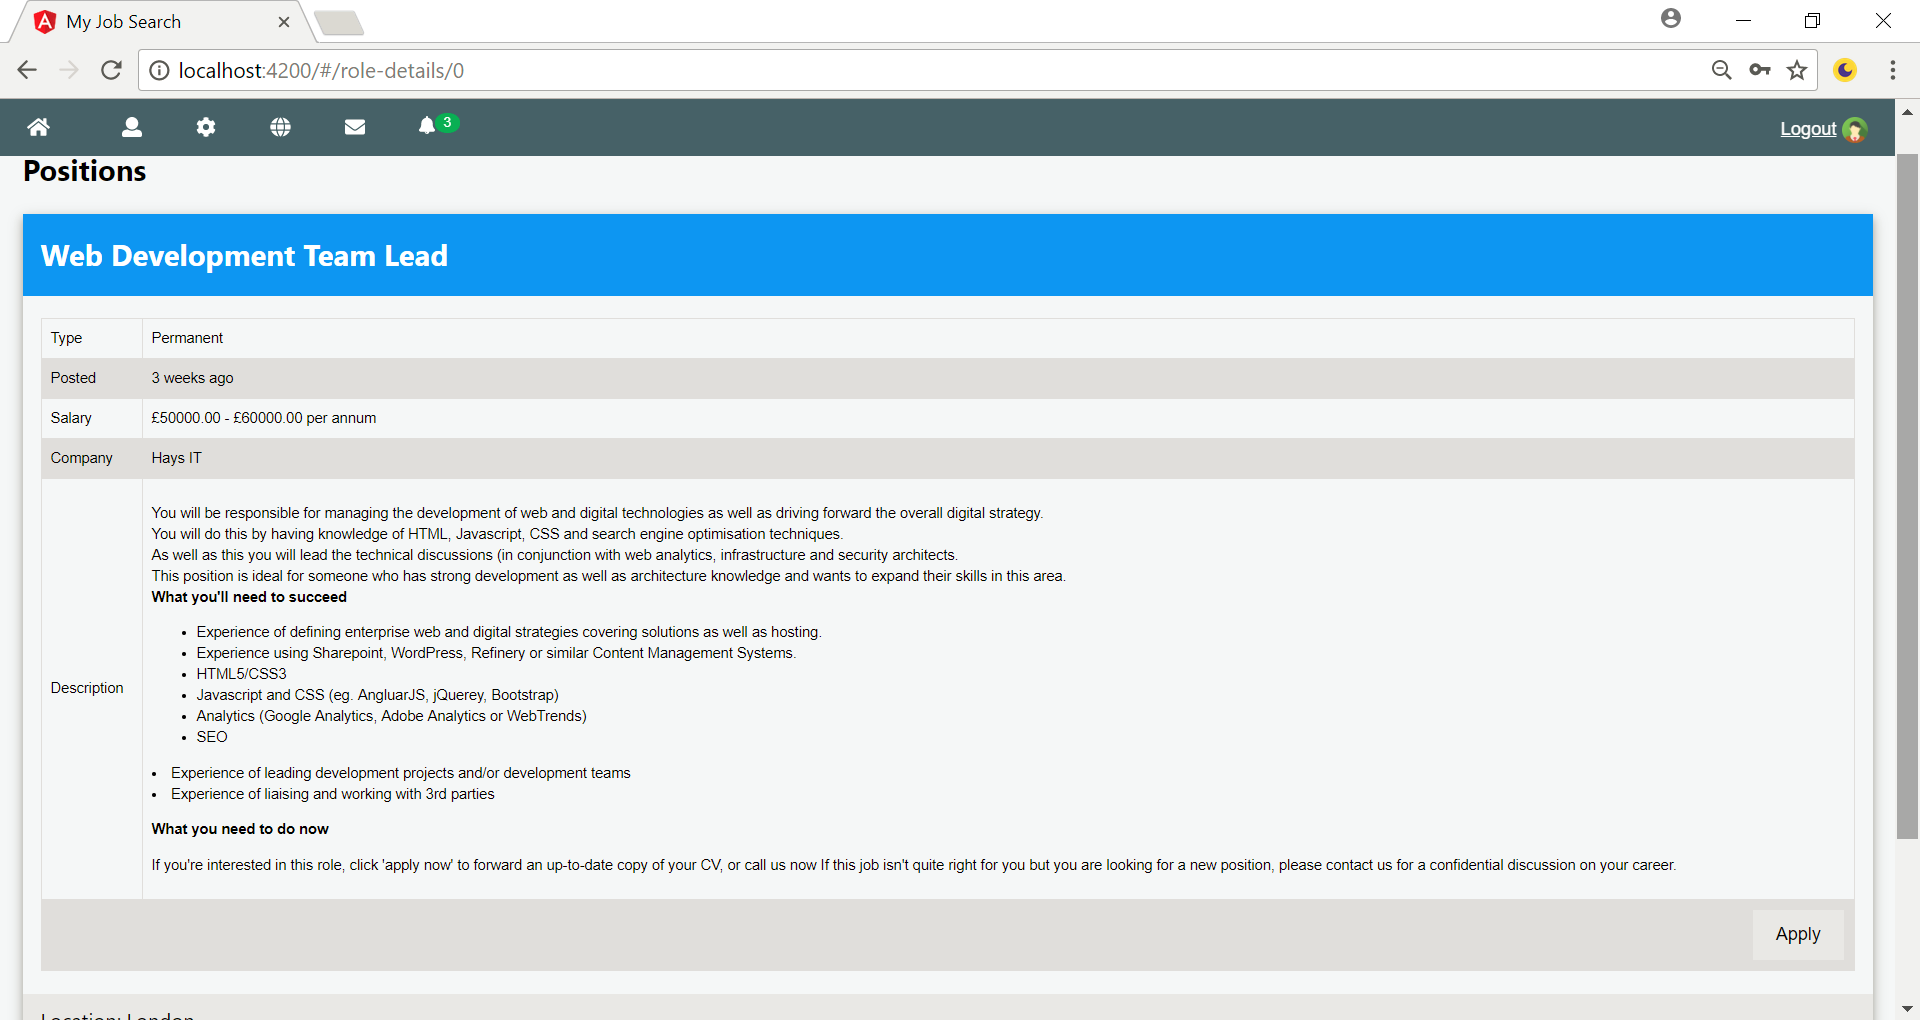 My Job Search
localhost:4200/#/role-details/0
3
Logout
Positions
Web Development Team Lead
Type Permanent
Posted 3 weeks ago
Salary £50000.00 - £60000.00 per annum
Company Hays IT
Description
You will be responsible for managing the development of web and digital technologies as well as driving forward the overall digital strategy.
You will do this by having knowledge of HTML, Javascript, CSS and search engine optimisation techniques.
As well as this you will lead the technical discussions (in conjunction with web analytics, infrastructure and security architects.
This position is ideal for someone who has strong development as well as architecture knowledge and wants to expand their skills in this area.
What you'll need to succeed
• Experience of defining enterprise web and digital strategies covering solutions as well as hosting.
• Experience using Sharepoint, WordPress, Refinery or similar Content Management Systems.
• HTML5/CSS3
• Javascript and CSS (eg. AngluarJS, jQuerey, Bootstrap)
• Analytics (Google Analytics, Adobe Analytics or WebTrends)
• SEO
• Experience of leading development projects and/or development teams
• Experience of liaising and working with 3rd parties
What you need to do now
If you're interested in this role, click 'apply now' to forward an up-to-date copy of your CV, or call us now If this job isn't quite right for you but you are looking for a new position, please contact us for a confidential discussion on your career.
Apply
Location: London